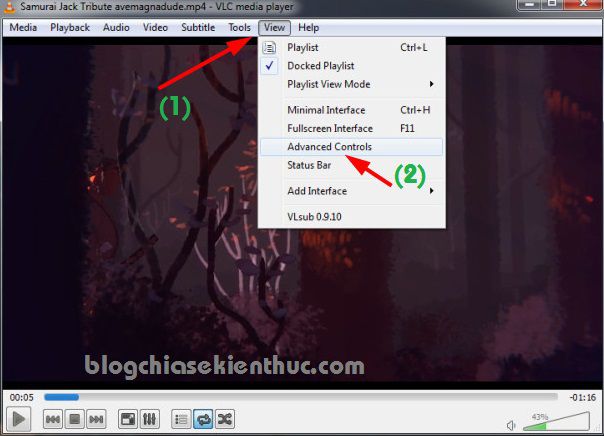 Samurai Jack Tribute avemagnadude.mp4 - VLC media player
Media Playback Audio Video Subtitle Tools View Help
Playlist Ctrl+L
Docked Playlist
Playlist View Mode
(1)
Minimal Interface Ctrl+H
Fullscreen Interface F11
Advanced Controls
Status Bar
(2)
Add Interface
VLsub 0.9.10
blogchiasekienthuc.com
00:05 -01:16
43%